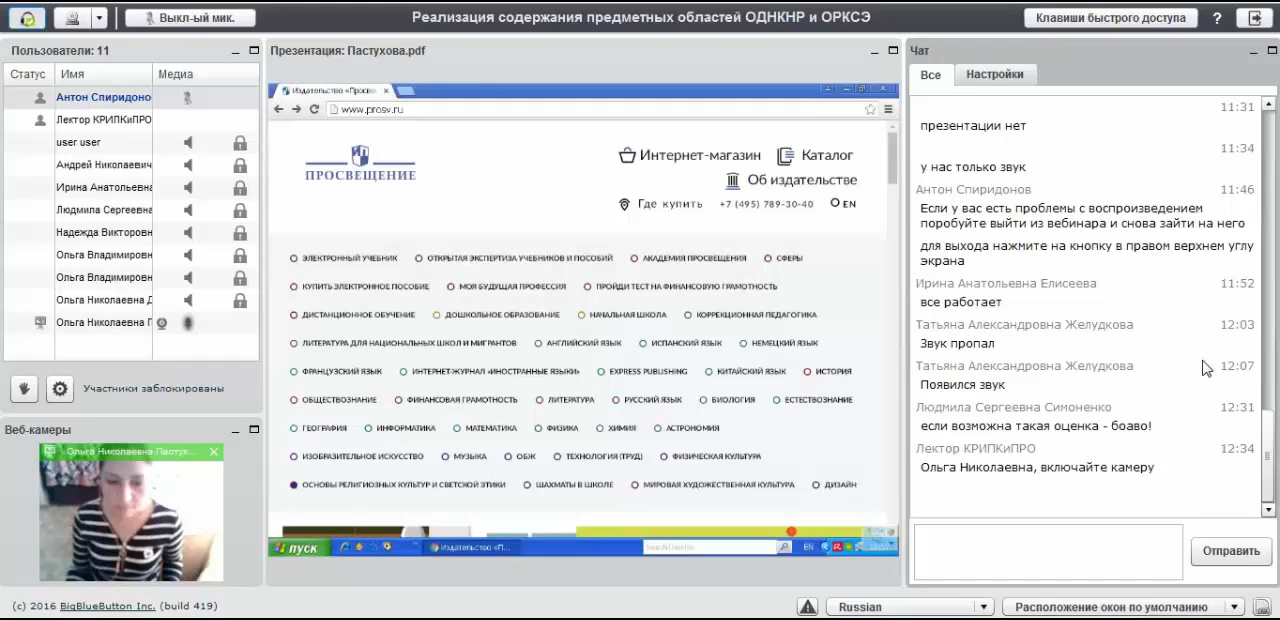 Выкл-ый мик.
Реализация содержания предметных областей ОДНКНР и ОРКСЭ
Клавиши быстрого доступа
?
Пользователи: 11
Статус Имя Медиа
Антон Спиридоно
Лектор КРИПКиПРО
user user
Андрей Николаевич
Ирина Анатольевна
Людмила Сергеевна
Надежда Викторовн
Ольга Владимировн
Ольга Владимировн
Ольга Николаевна Д
Ольга Николаевна П
Участники заблокированы
Веб-камеры
Ольга Николаевна Пастух...
Презентация: Пастухова.pdf
Издательство «Просве
www.prosv.ru
ПРОСВЕЩЕНИЕ
Интернет-магазин Каталог
Об издательстве
Где купить +7 (495) 789-30-40 EN
ЭЛЕКТРОННЫЙ УЧЕБНИК ОТКРЫТАЯ ЭКСПЕРТИЗА УЧЕБНИКОВ И ПОСОБИЙ АКАДЕМИЯ ПРОСВЕЩЕНИЯ СФЕРЫ
КУПИТЬ ЭЛЕКТРОННОЕ ПОСОБИЕ МОЯ БУДУЩАЯ ПРОФЕССИЯ ПРОЙДИ ТЕСТ НА ФИНАНСОВУЮ ГРАМОТНОСТЬ
ДИСТАНЦИОННОЕ ОБУЧЕНИЕ ДОШКОЛЬНОЕ ОБРАЗОВАНИЕ НАЧАЛЬНАЯ ШКОЛА КОРРЕКЦИОННАЯ ПЕДАГОГИКА
ЛИТЕРАТУРА ДЛЯ НАЦИОНАЛЬНЫХ ШКОЛ И МИГРАНТОВ АНГЛИЙСКИЙ ЯЗЫК ИСПАНСКИЙ ЯЗЫК НЕМЕЦКИЙ ЯЗЫК
ФРАНЦУЗСКИЙ ЯЗЫК ИНТЕРНЕТ-ЖУРНАЛ «ИНОСТРАННЫЕ ЯЗЫКИ» EXPRESS PUBLISHING КИТАЙСКИЙ ЯЗЫК ИСТОРИЯ
ОБЩЕСТВОЗНАНИЕ ФИНАНСОВАЯ ГРАМОТНОСТЬ ЛИТЕРАТУРА РУССКИЙ ЯЗЫК БИОЛОГИЯ ЕСТЕСТВОЗНАНИЕ
ГЕОГРАФИЯ ИНФОРМАТИКА МАТЕМАТИКА ФИЗИКА ХИМИЯ АСТРОНОМИЯ
ИЗОБРАЗИТЕЛЬНОЕ ИСКУССТВО МУЗЫКА ОБЖ ТЕХНОЛОГИЯ (ТРУД) ФИЗИЧЕСКАЯ КУЛЬТУРА
ОСНОВЫ РЕЛИГИОЗНЫХ КУЛЬТУР И СВЕТСКОЙ ЭТИКИ ШАХМАТЫ В ШКОЛЕ МИРОВАЯ ХУДОЖЕСТВЕННАЯ КУЛЬТУРА ДИЗАЙН
пуск Издательство «П... EN
Чат
Все Настройки
11:31
презентации нет
11:34
у нас только звук
Антон Спиридонов 11:46
Если у вас есть проблемы с воспроизведением
поробуйте выйти из вебинара и снова зайти на него
для выхода нажмите на кнопку в правом верхнем углу
экрана
Ирина Анатольевна Елисеева 11:52
все работает
Татьяна Александровна Желудкова 12:03
Звук пропал
Татьяна Александровна Желудкова 12:07
Появился звук
Людмила Сергеевна Симоненко 12:31
если возможна такая оценка - боаво!
Лектор КРИПКиПРО 12:34
Ольга Николаевна, включайте камеру
Отправить
(c) 2016 BigBlueButton Inc. (build 419)
Russian
Расположение окон по умолчанию